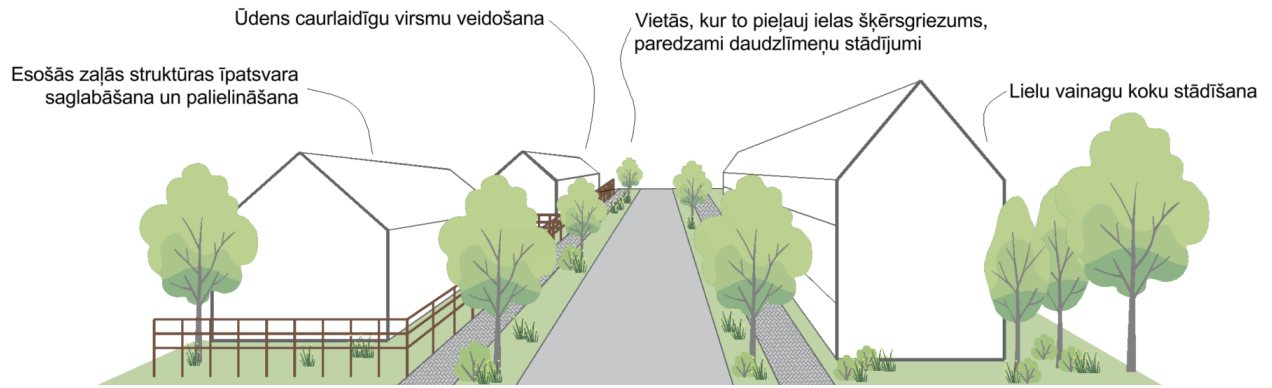 Ūdens caurlaidīgu virsmu veidošana
Vietās, kur to pieļauj ielas šķērsgriezums,
paredzami daudzlīmeņu stādījumi
Esošās zaļās struktūras īpatsvara
saglabāšana un palielināšana
Lielu vainagu koku stādīšana